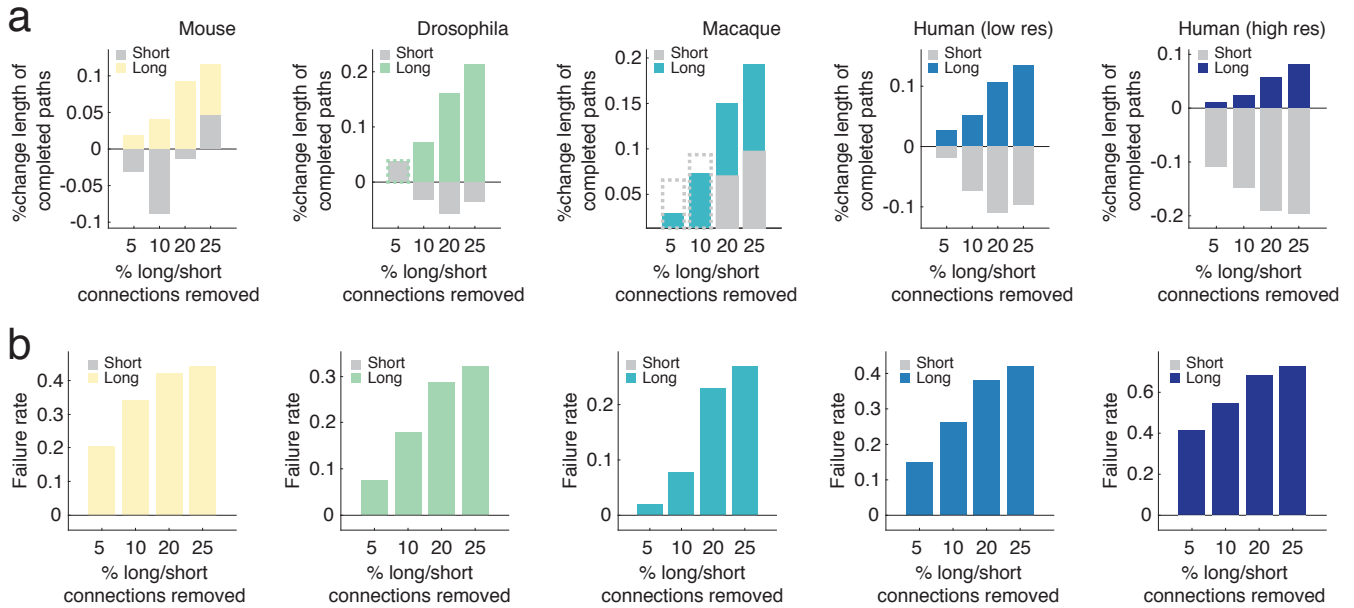 a
Mouse
Short
Long
%change length of
completed paths
0.1
0.05
0
-0.05
-0.1
5 10 20 25
% long/short
connections removed
Drosophila
Short
Long
%change length of
completed paths
0.2
0.1
0
5 10 20 25
% long/short
connections removed
Macaque
Short
Long
%change length of
completed paths
0.2
0.15
0.1
0.05
5 10 20 25
% long/short
connections removed
Human (low res)
Short
Long
%change length of
completed paths
0.1
0
-0.1
5 10 20 25
% long/short
connections removed
Human (high res)
Short
Long
%change length of
completed paths
0.1
0
-0.1
-0.2
5 10 20 25
% long/short
connections removed
b
Short
Long
Failure rate
0.4
0.3
0.2
0.1
0
5 10 20 25
% long/short
connections removed
Short
Long
Failure rate
0.3
0.2
0.1
0
5 10 20 25
% long/short
connections removed
Short
Long
Failure rate
0.2
0.1
0
5 10 20 25
% long/short
connections removed
Short
Long
Failure rate
0.4
0.3
0.2
0.1
0
5 10 20 25
% long/short
connections removed
Short
Long
Failure rate
0.6
0.4
0.2
0
5 10 20 25
% long/short
connections removed